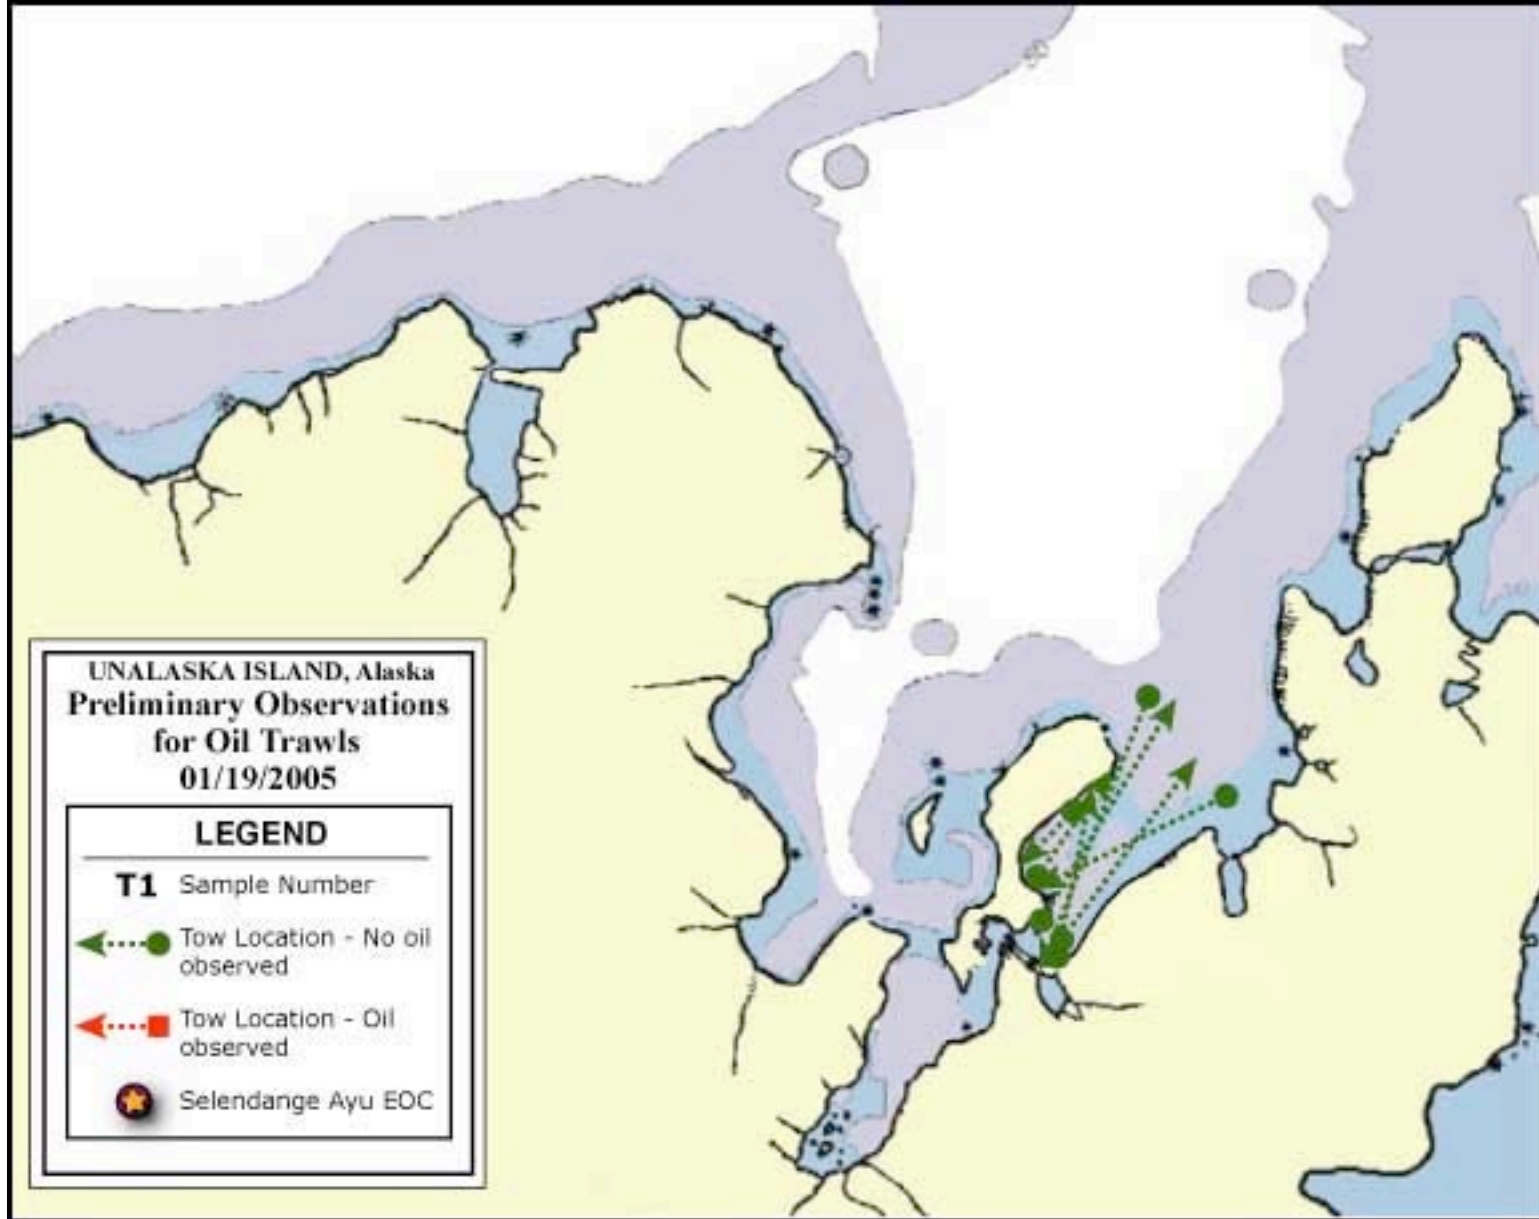 UNALASKA ISLAND, Alaska
Preliminary Observations
for Oil Trawls
01/19/2005
LEGEND
T1 Sample Number
Tow Location - No oil
observed
Tow Location - Oil
observed
Selendange Ayu EOC